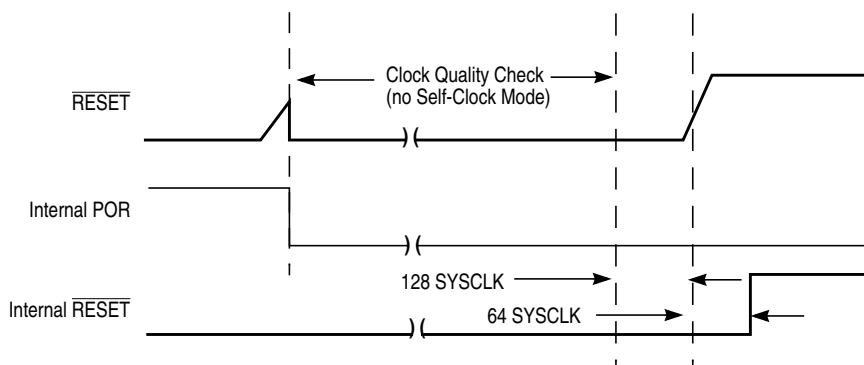 Clock Quality Check
(no Self-Clock Mode)
RESET
Internal POR
128 SYSCLK
Internal RESET
64 SYSCLK